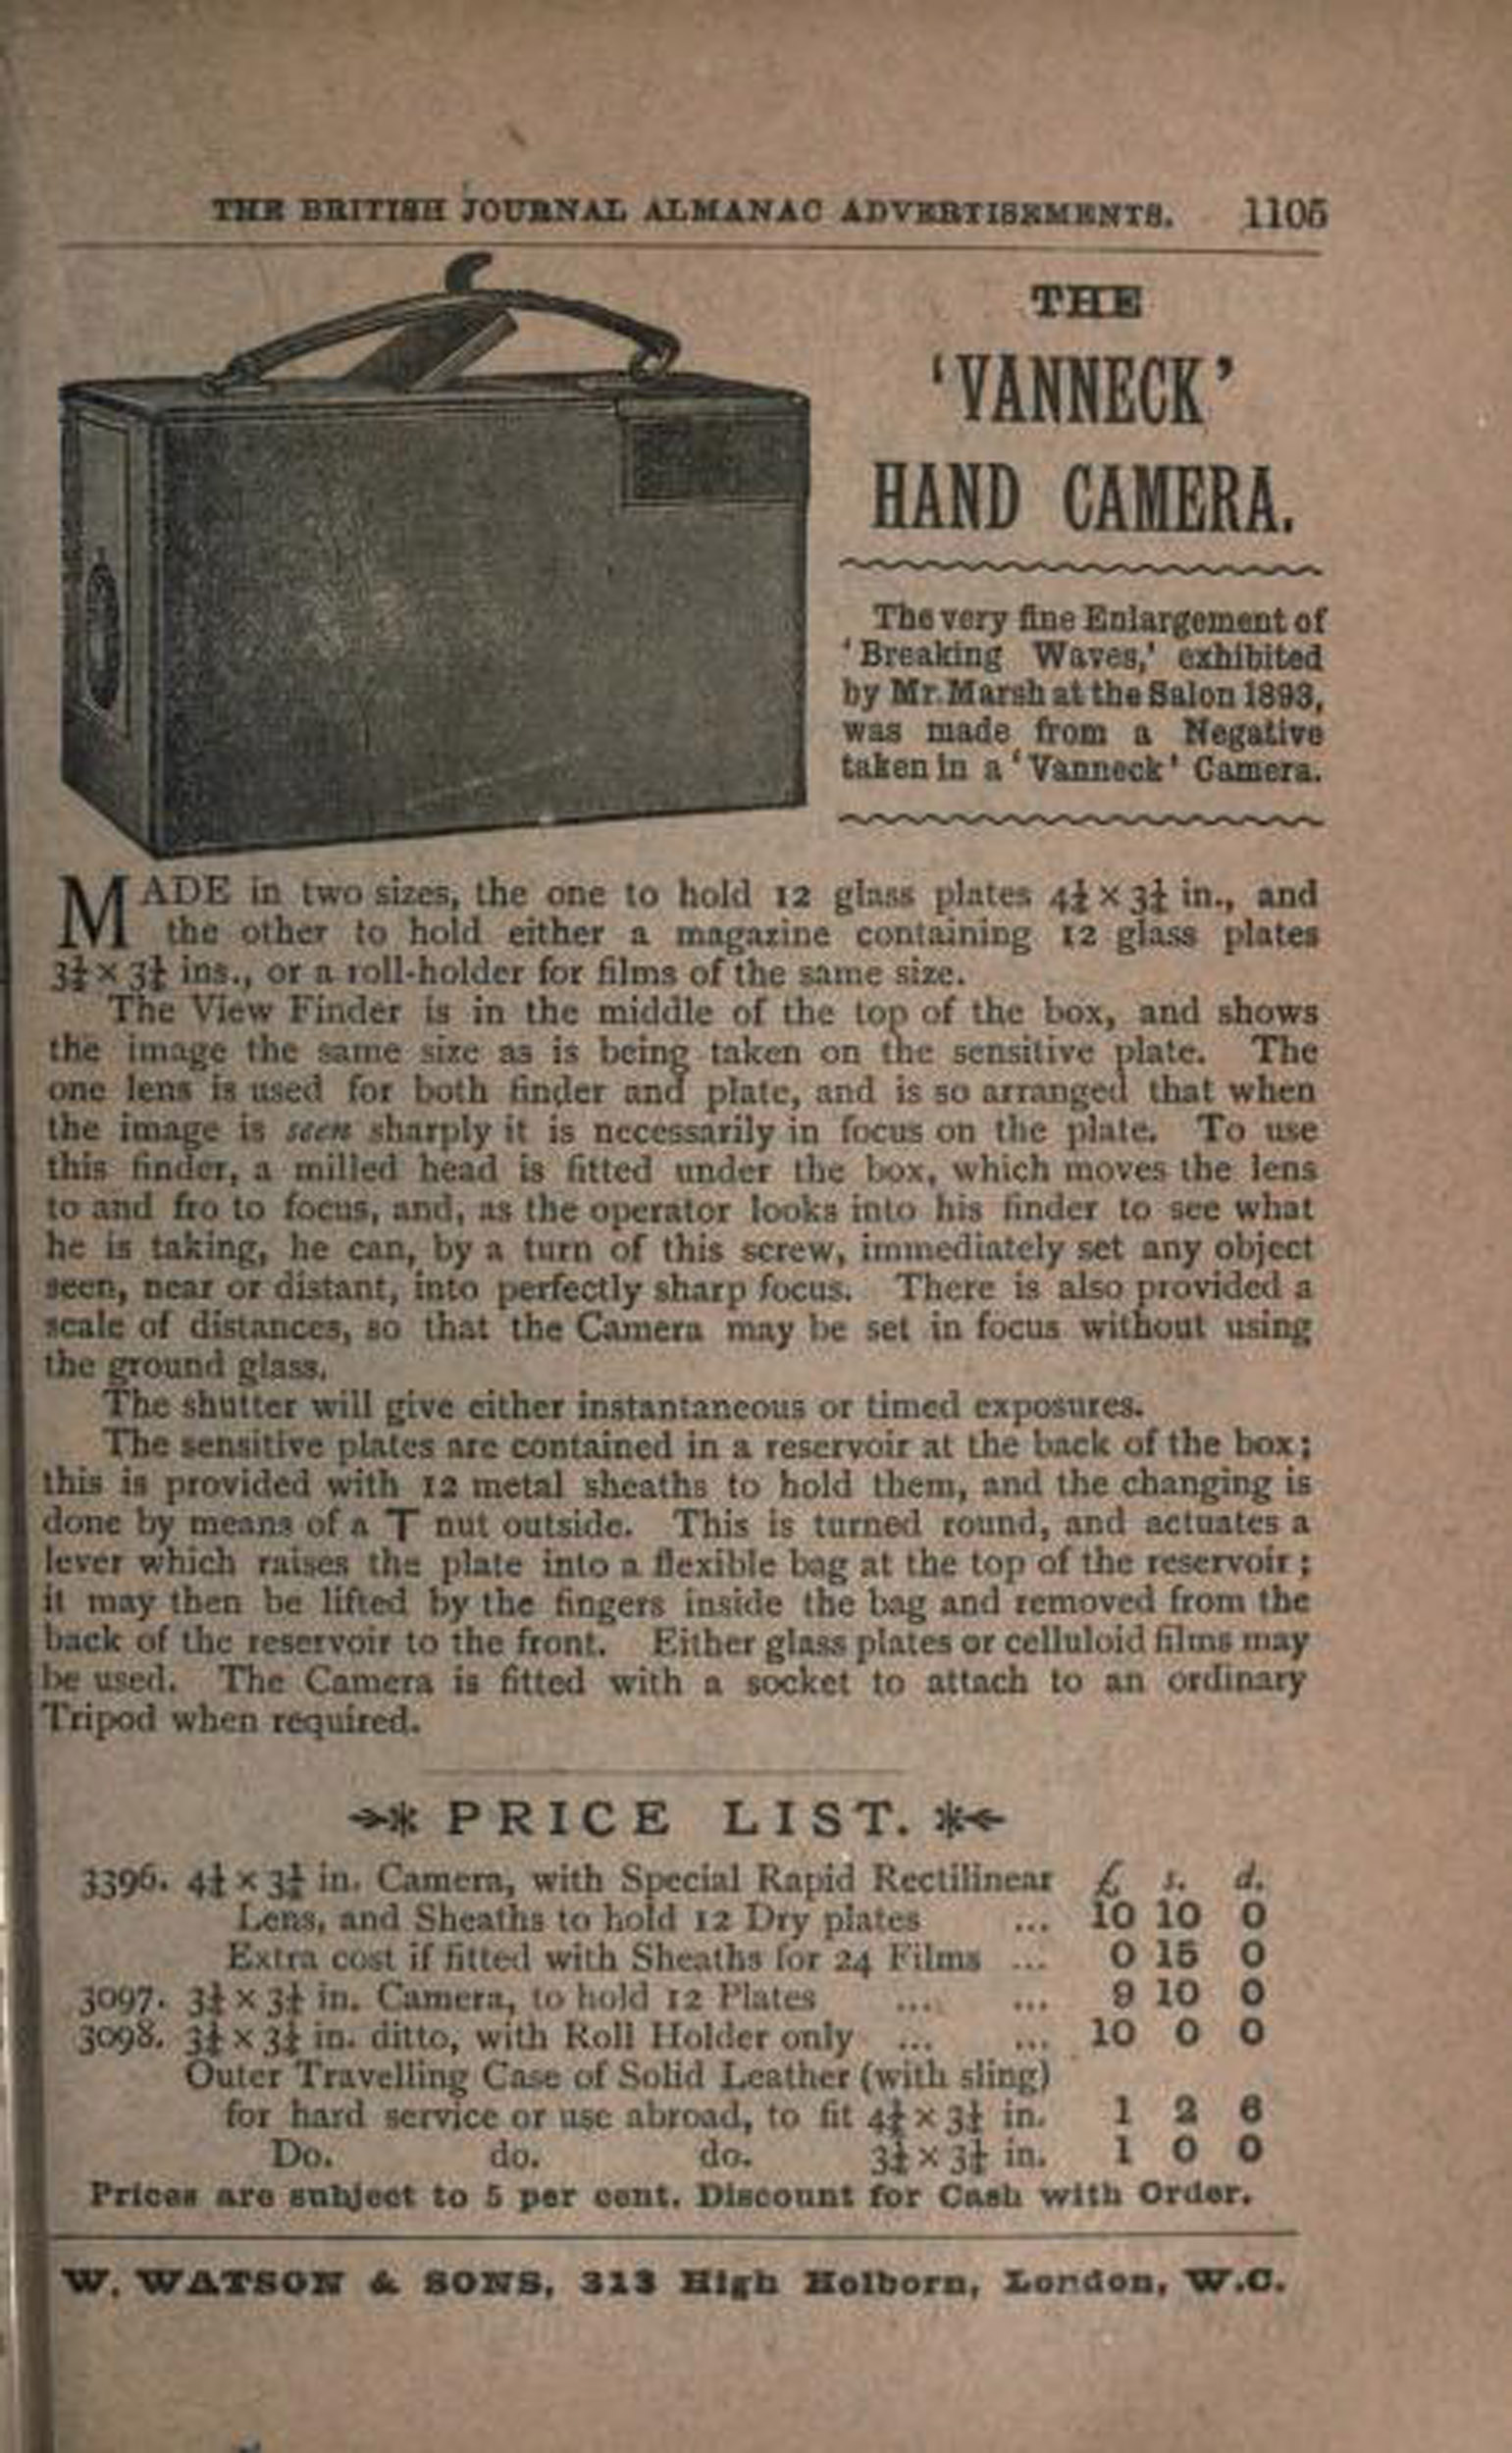 THE BRITISH JOURNAL ALMANAC ADVERTISEMENTS. 1105
THE
‘VANNECK’
HAND CAMERA.
The very fine Enlargement of
‘Breaking Waves,’ exhibited
by Mr. Marsh at the Salon 1893,
was made from a Negative
taken in a ‘Vanneck’ Camera.
MADE in two sizes, the one to hold 12 glass plates 4¼ × 3¼ in., and
the other to hold either a magazine containing 12 glass plates
3¼ × 3¼ ins., or a roll-holder for films of the same size.
The View Finder is in the middle of the top of the box, and shows
the image the same size as is being taken on the sensitive plate. The
one lens is used for both finder and plate, and is so arranged that when
the image is seen sharply it is necessarily in focus on the plate. To use
this finder, a milled head is fitted under the box, which moves the lens
to and fro to focus, and, as the operator looks into his finder to see what
he is taking, he can, by a turn of this screw, immediately set any object
seen, near or distant, into perfectly sharp focus. There is also provided a
scale of distances, so that the Camera may be set in focus without using
the ground glass.
The shutter will give either instantaneous or timed exposures.
The sensitive plates are contained in a reservoir at the back of the box;
this is provided with 12 metal sheaths to hold them, and the changing is
done by means of a T nut outside. This is turned round, and actuates a
lever which raises the plate into a flexible bag at the top of the reservoir;
it may then be lifted by the fingers inside the bag and removed from the
back of the reservoir to the front. Either glass plates or celluloid films may
be used. The Camera is fitted with a socket to attach to an ordinary
Tripod when required.
PRICE LIST.
3396. 4¼ × 3¼ in. Camera, with Special Rapid Rectilinear £ s. d.
Lens, and Sheaths to hold 12 Dry plates ... 10 10 0
Extra cost if fitted with Sheaths for 24 Films ... 0 15 0
3097. 3¼ × 3¼ in. Camera, to hold 12 Plates ... ... 9 10 0
3098. 3¼ × 3¼ in. ditto, with Roll Holder only ... ... 10 0 0
Outer Travelling Case of Solid Leather (with sling)
for hard service or use abroad, to fit 4¼ × 3¼ in. 1 2 6
Do. do. do. 3¼ × 3¼ in. 1 0 0
Prices are subject to 5 per cent. Discount for Cash with Order.
W. WATSON & SONS, 313 High Holborn, London, W.C.